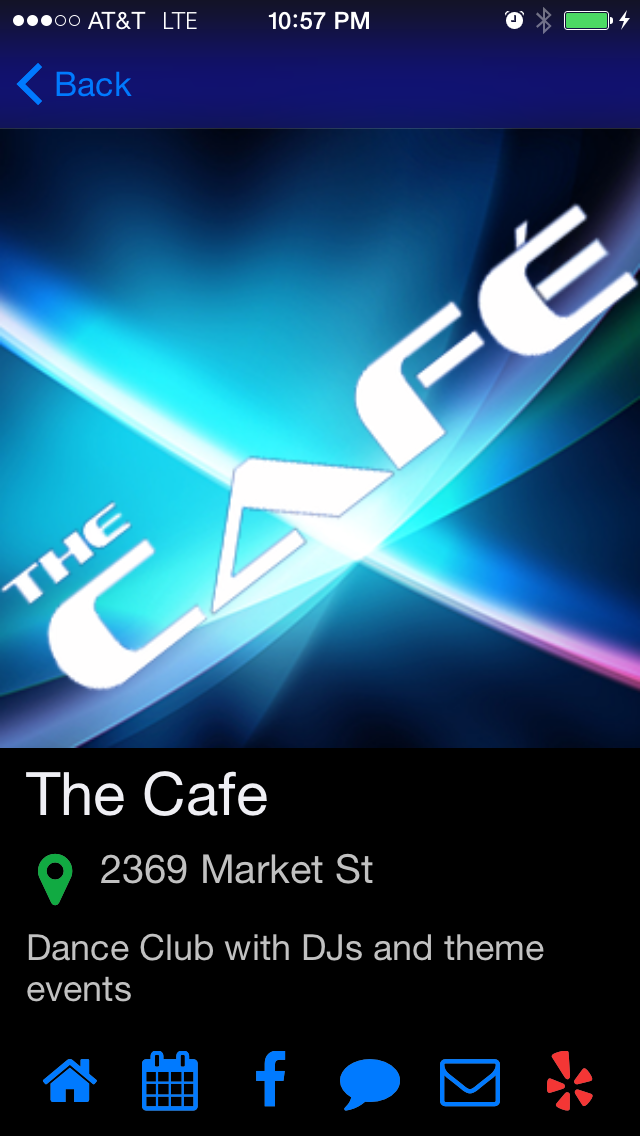 AT&T LTE 10:57 PM
Back
THE
CAFÉ
The Cafe
2369 Market St
Dance Club with DJs and theme
events